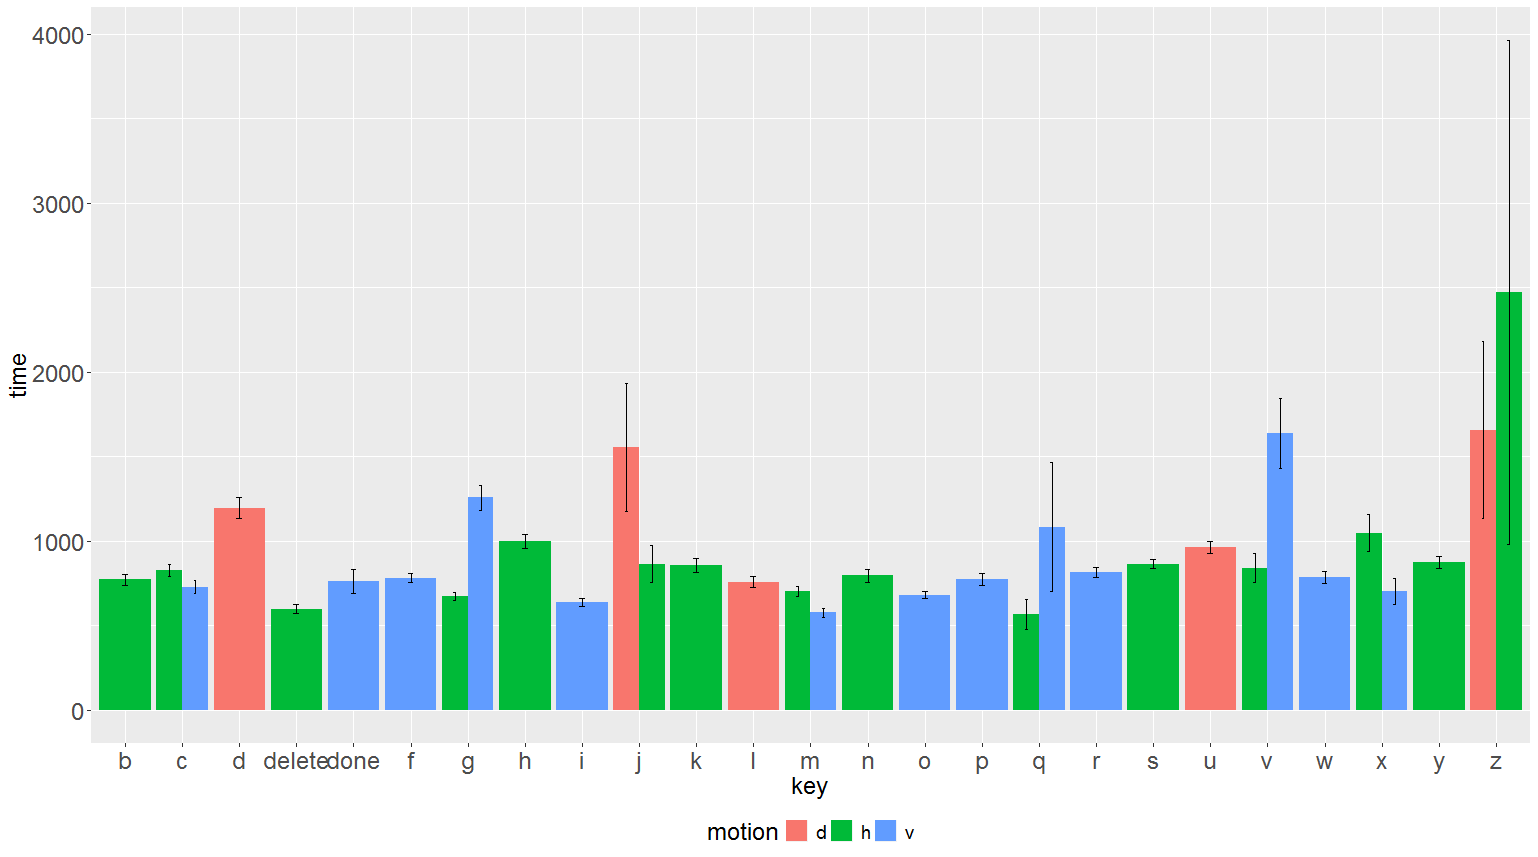 4000
3000
2000
1000
0
time
b c d delete done f g h i j k l m n o p q r s u v w x y z
key
motion d h v